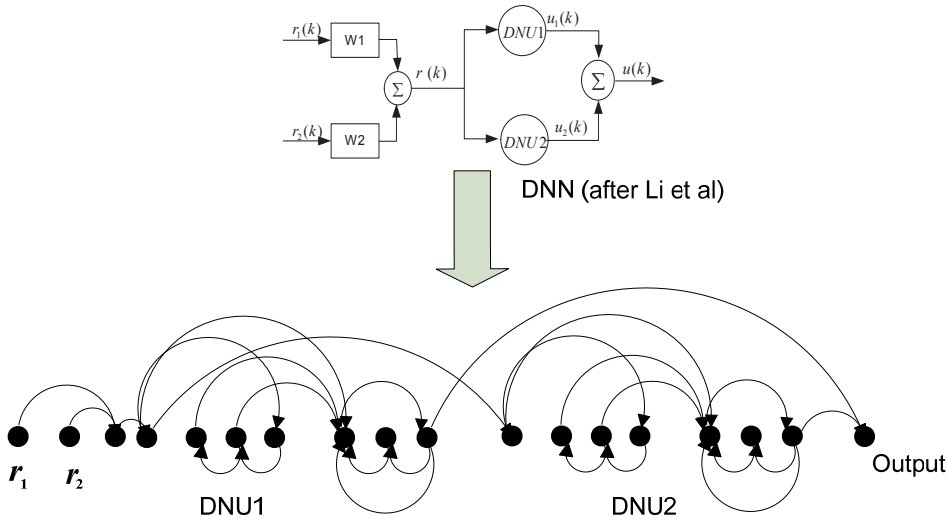 r₁(k)
W1
Σ
r (k)
DNU1
u₁(k)
Σ
u(k)
r₂(k)
W2
DNU2
u₂(k)
DNN (after Li et al)
r₁
r₂
DNU1
DNU2
Output